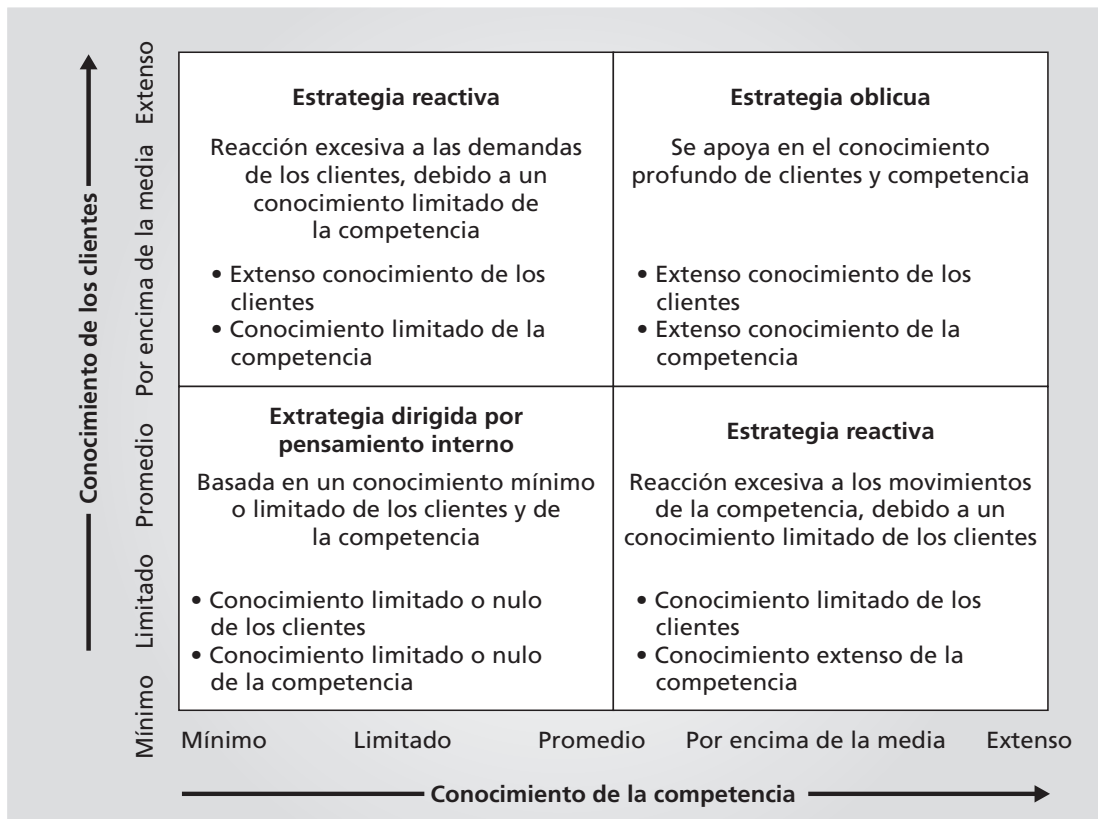 Conocimiento de los clientes
Extenso
Por encima de la media
Promedio
Limitado
Mínimo
Estrategia reactiva
Reacción excesiva a las demandas
de los clientes, debido a un
conocimiento limitado de
la competencia
• Extenso conocimiento de los
clientes
• Conocimiento limitado de la
competencia
Estrategia oblicua
Se apoya en el conocimiento
profundo de clientes y competencia
• Extenso conocimiento de los
clientes
• Extenso conocimiento de la
competencia
Extrategia dirigida por
pensamiento interno
Basada en un conocimiento mínimo
o limitado de los clientes y de
la competencia
• Conocimiento limitado o nulo
de los clientes
• Conocimiento limitado o nulo
de la competencia
Estrategia reactiva
Reacción excesiva a los movimientos
de la competencia, debido a un
conocimiento limitado de los clientes
• Conocimiento limitado de los
clientes
• Conocimiento extenso de la
competencia
Mínimo Limitado Promedio Por encima de la media Extenso
Conocimiento de la competencia